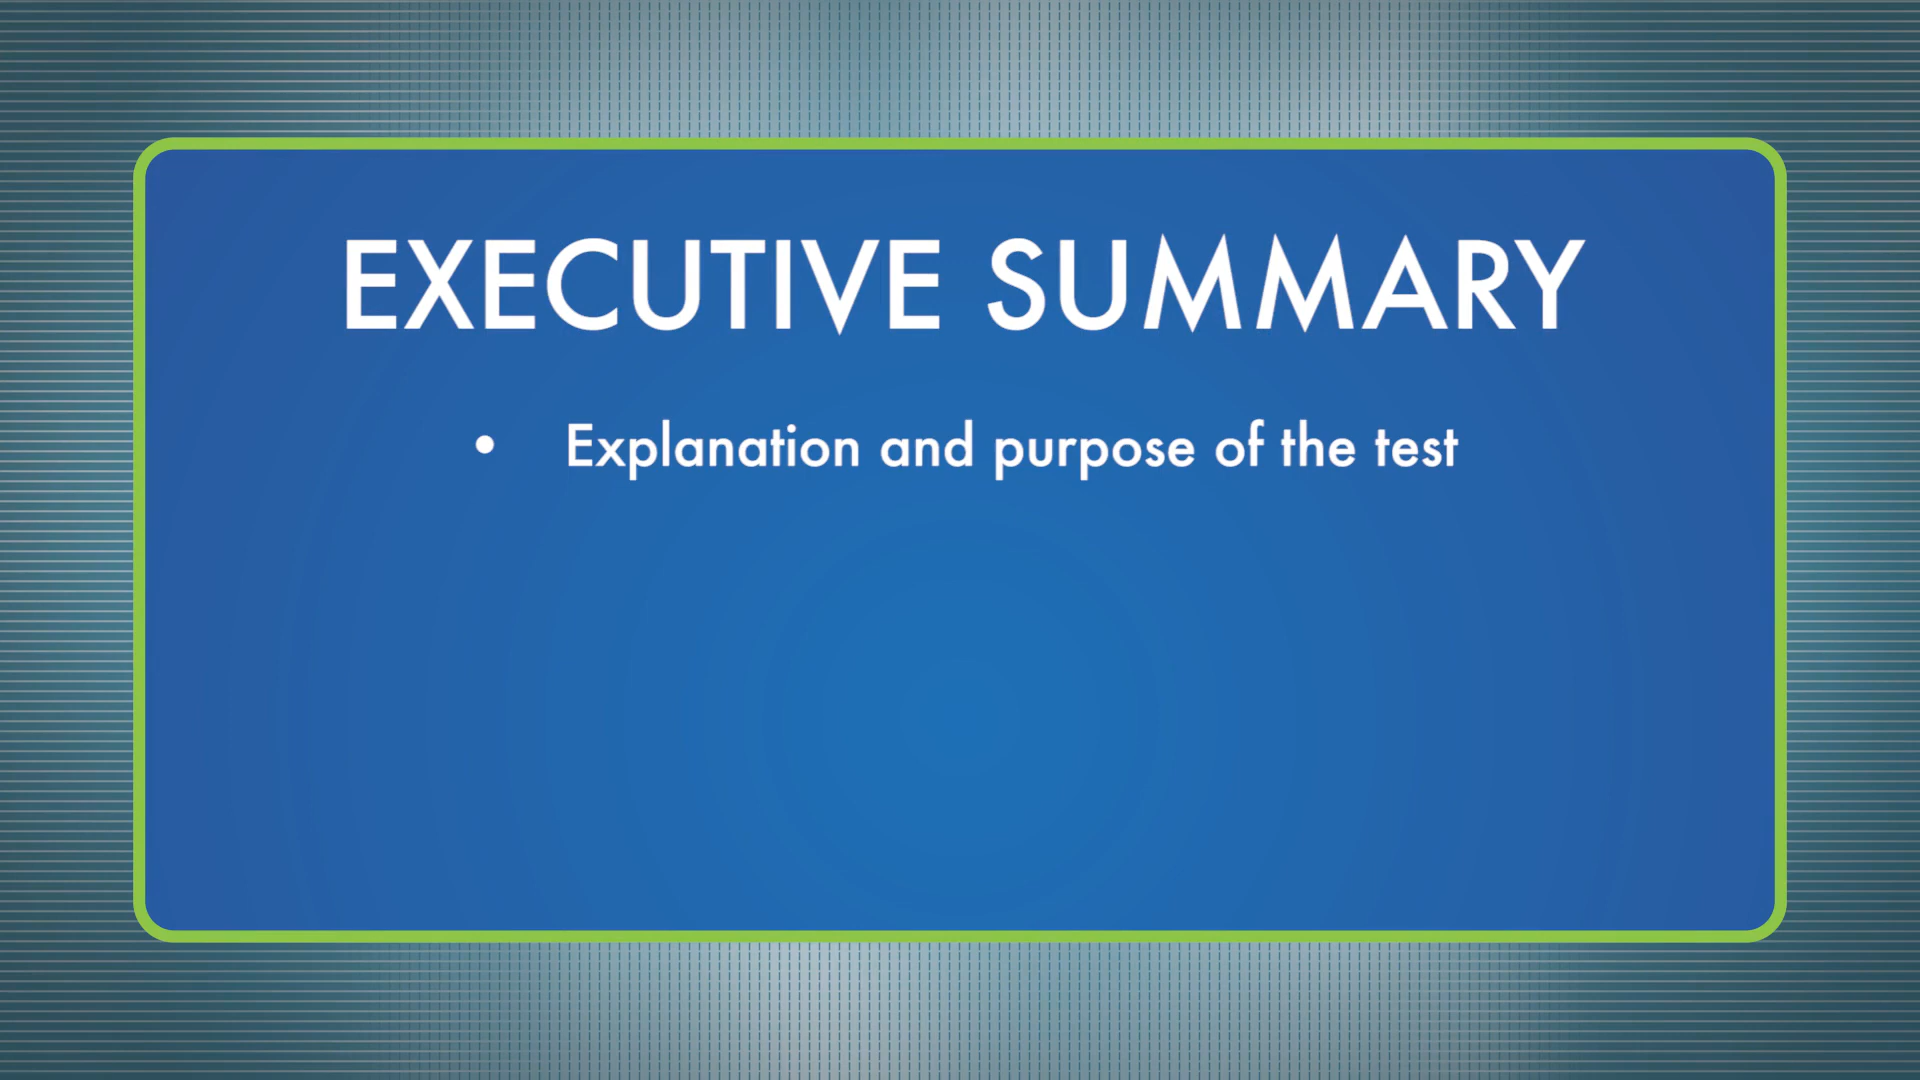 EXECUTIVE SUMMARY
• Explanation and purpose of the test